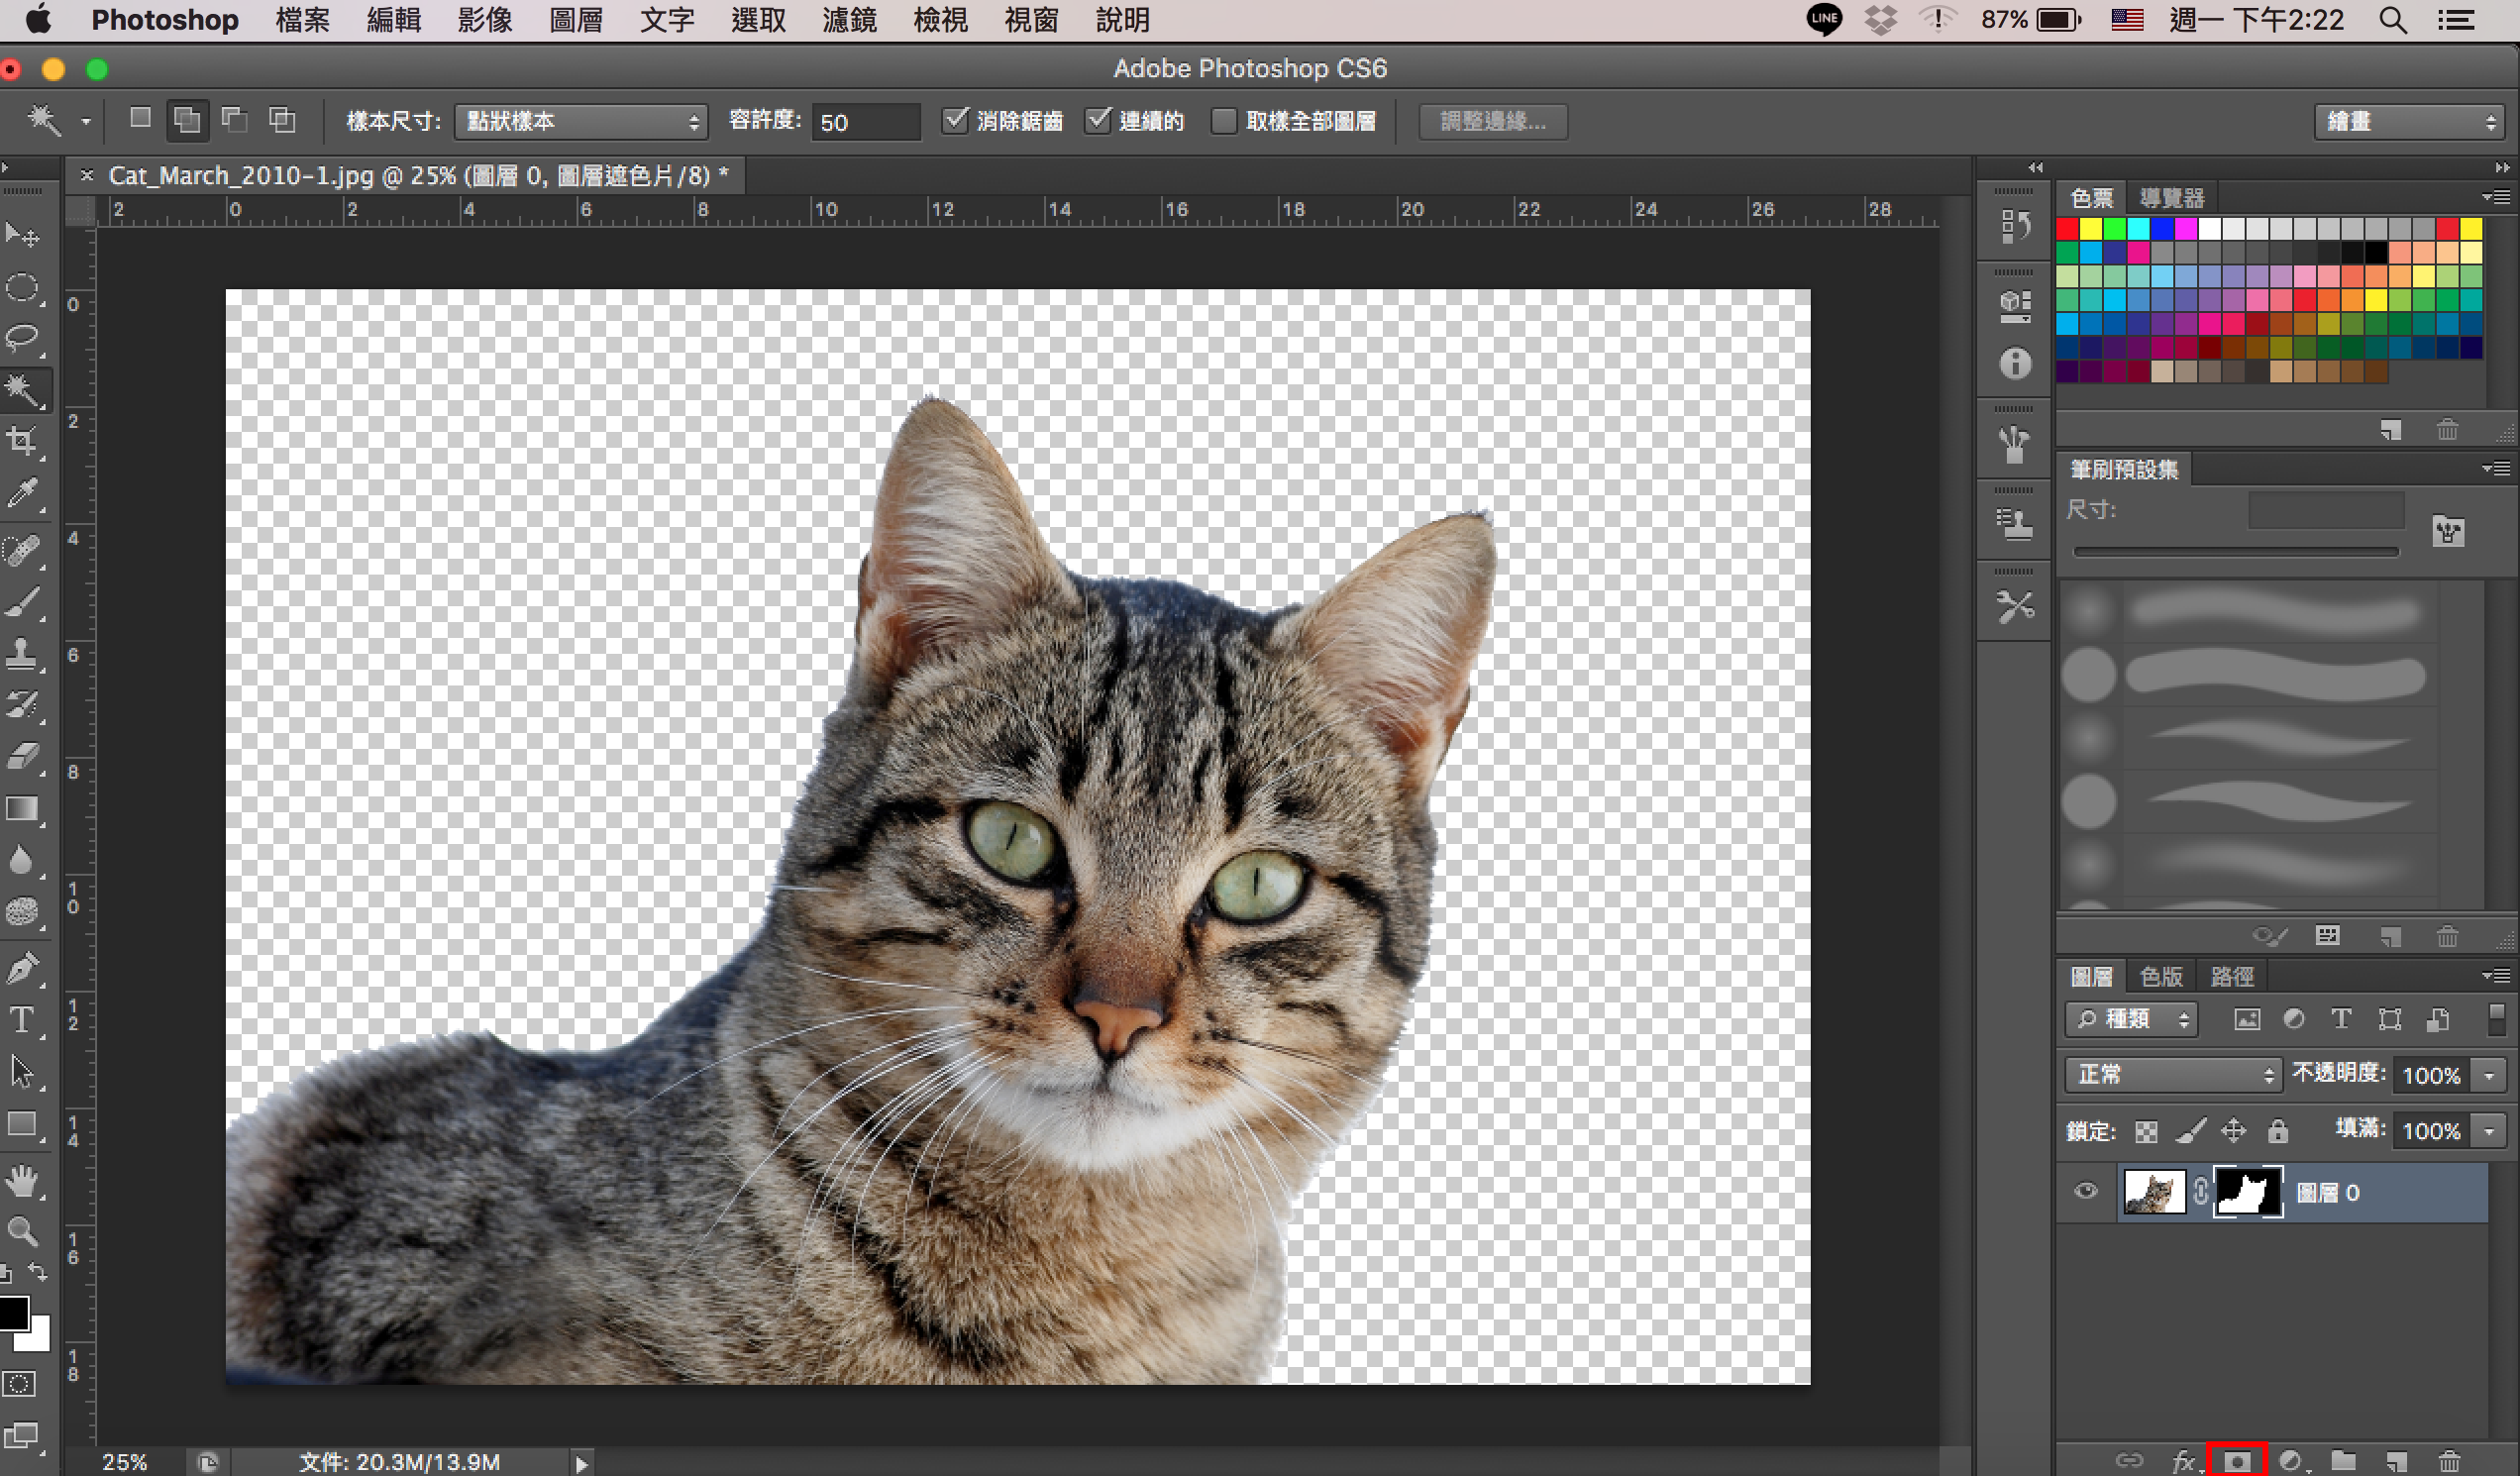 Photoshop 檔案 編輯 影像 圖層 文字 選取 濾鏡 檢視 視窗 說明 LINE 87% 週一 下午2:22
Adobe Photoshop CS6
樣本尺寸: 點狀樣本 容許度: 50 消除鋸齒 連續的 取樣全部圖層 調整邊緣... 繪畫
× Cat_March_2010-1.jpg @ 25% (圖層 0, 圖層遮色片/8) *
2 0 2 4 6 8 10 12 14 16 18 20 22 24 26 28
0
2
4
6
8
10
12
14
16
18
色票 導覽器
筆刷預設集
尺寸:
圖層 色版 路徑
種類
正常 不透明度: 100%
鎖定: 填滿: 100%
圖層 0
fx
25% 文件: 20.3M/13.9M